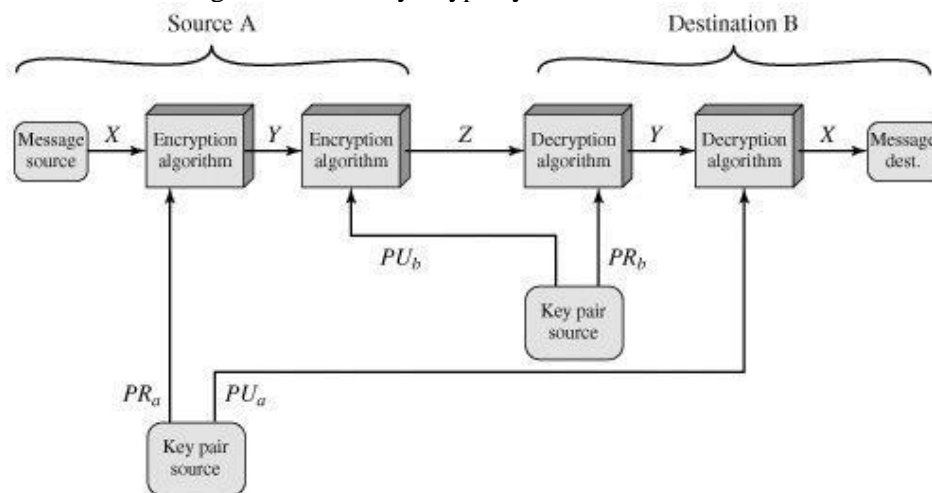 Source A
Destination B
Message
source
X
Encryption
algorithm
Y
Encryption
algorithm
Z
Decryption
algorithm
Y
Decryption
algorithm
X
Message
dest.
PU_b
PR_b
Key pair
source
PR_a
PU_a
Key pair
source